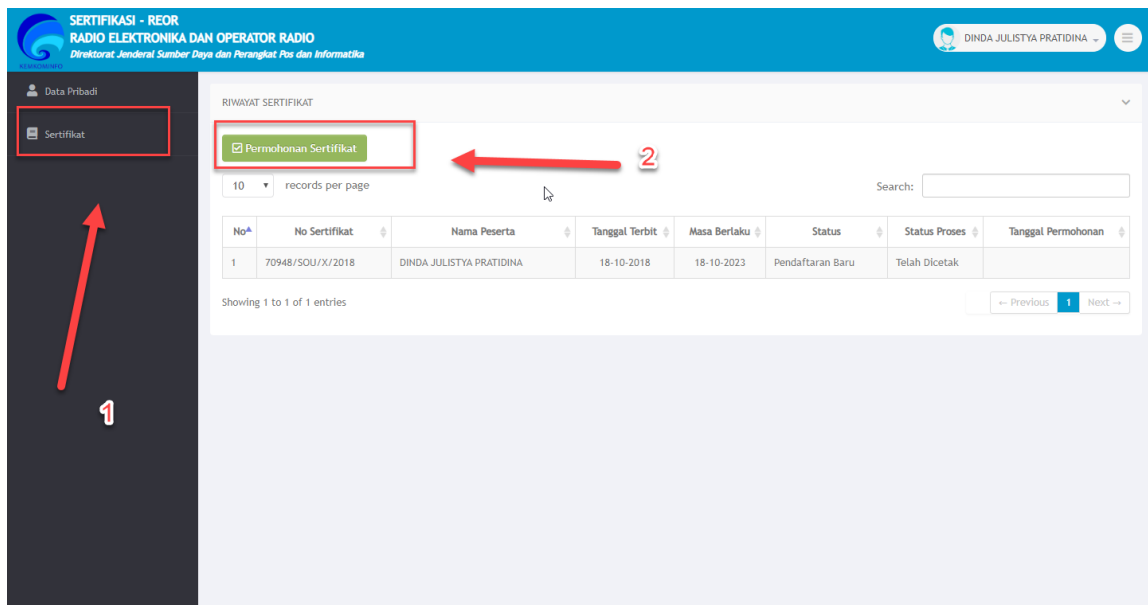 SERTIFIKASI - REOR
RADIO ELEKTRONIKA DAN OPERATOR RADIO
Direktorat Jenderal Sumber Daya dan Perangkat Pos dan Informatika
KEMKOMINFO
DINDA JULISTYA PRATIDINA
Data Pribadi
Sertifikat
1
RIWAYAT SERTIFIKAT
Permohonan Sertifikat
2
10 records per page
Search:
No No Sertifikat Nama Peserta Tanggal Terbit Masa Berlaku Status Status Proses Tanggal Permohonan
1 70948/SOU/X/2018 DINDA JULISTYA PRATIDINA 18-10-2018 18-10-2023 Pendaftaran Baru Telah Dicetak
Showing 1 to 1 of 1 entries
← Previous 1 Next →